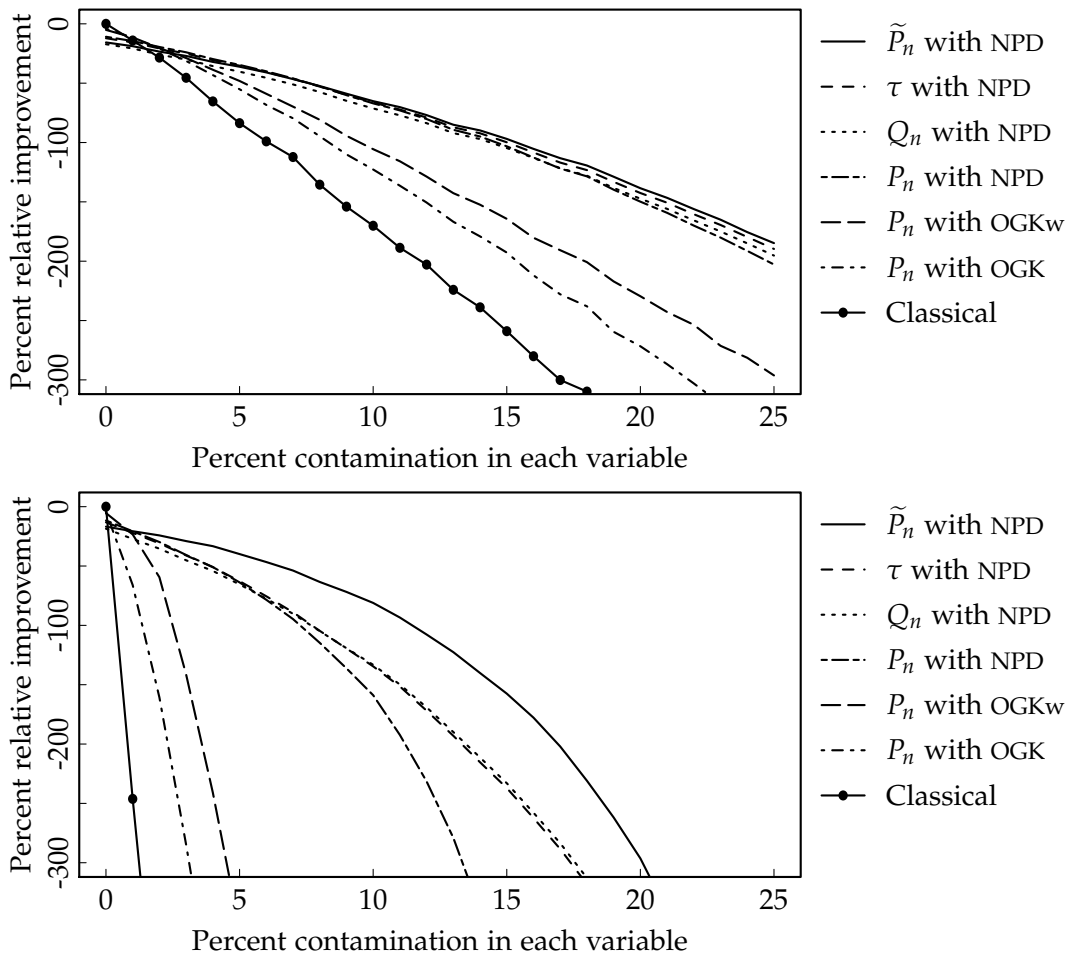 Percent relative improvement
0
-100
-200
-300
0 5 10 15 20 25
Percent contamination in each variable
P̃n with NPD
τ with NPD
Qn with NPD
Pn with NPD
Pn with OGKw
Pn with OGK
Classical
Percent relative improvement
0
-100
-200
-300
0 5 10 15 20 25
Percent contamination in each variable
P̃n with NPD
τ with NPD
Qn with NPD
Pn with NPD
Pn with OGKw
Pn with OGK
Classical